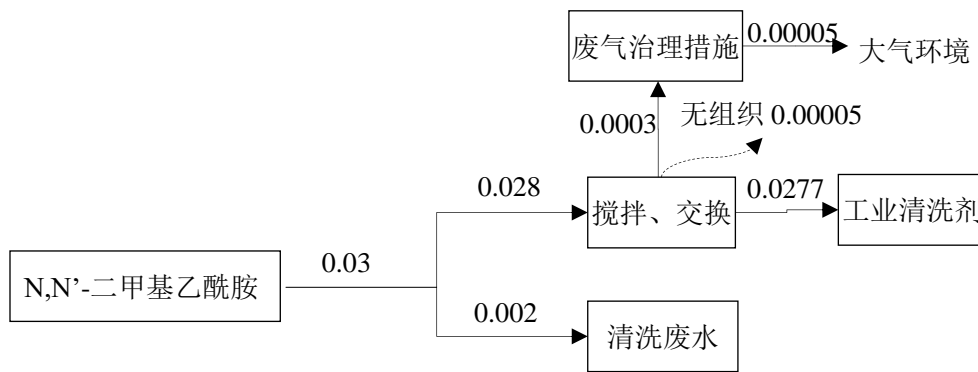 废气治理措施
0.00005
大气环境
0.0003
无组织 0.00005
0.028
搅拌、交换
0.0277
工业清洗剂
N,N’-二甲基乙酰胺
0.03
0.002
清洗废水